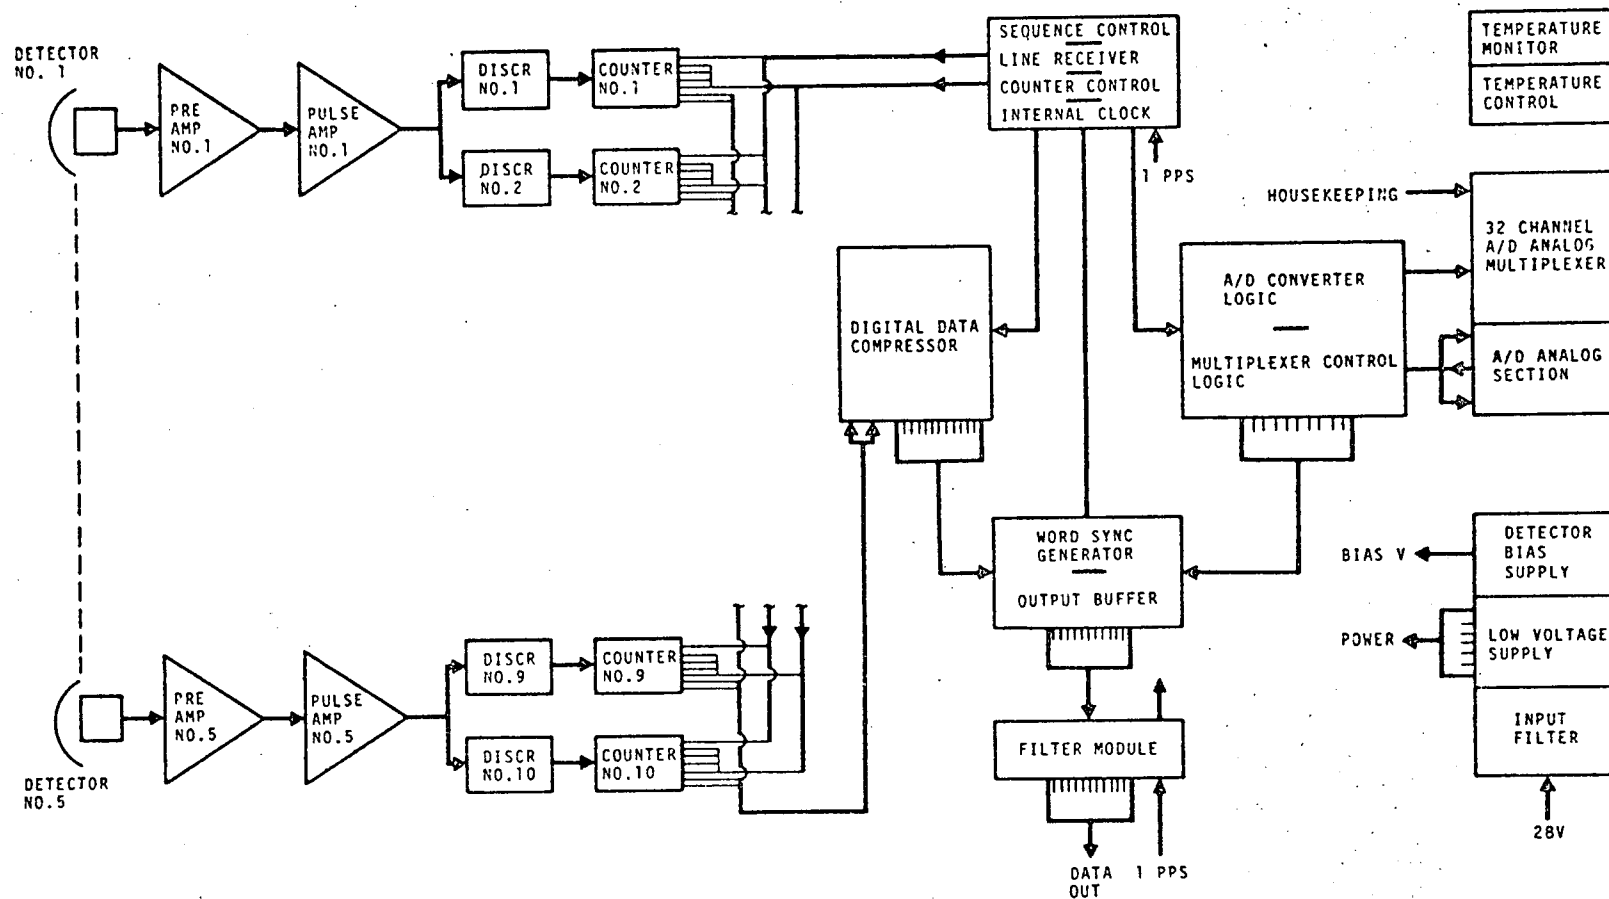 DETECTOR
NO. 1
PRE
AMP
NO.1
PULSE
AMP
NO.1
DISCR
NO.1
COUNTER
NO.1
DISCR
NO.2
COUNTER
NO.2
SEQUENCE CONTROL
LINE RECEIVER
COUNTER CONTROL
INTERNAL CLOCK
1 PPS
TEMPERATURE
MONITOR
TEMPERATURE
CONTROL
HOUSEKEEPING
32 CHANNEL
A/D ANALOG
MULTIPLEXER
A/D CONVERTER
LOGIC
MULTIPLEXER CONTROL
LOGIC
A/D ANALOG
SECTION
DIGITAL DATA
COMPRESSOR
WORD SYNC
GENERATOR
OUTPUT BUFFER
BIAS V
DETECTOR
BIAS
SUPPLY
POWER
LOW VOLTAGE
SUPPLY
INPUT
FILTER
28V
DETECTOR
NO.5
PRE
AMP
NO.5
PULSE
AMP
NO.5
DISCR
NO.9
COUNTER
NO.9
DISCR
NO.10
COUNTER
NO.10
FILTER MODULE
DATA
OUT
1 PPS